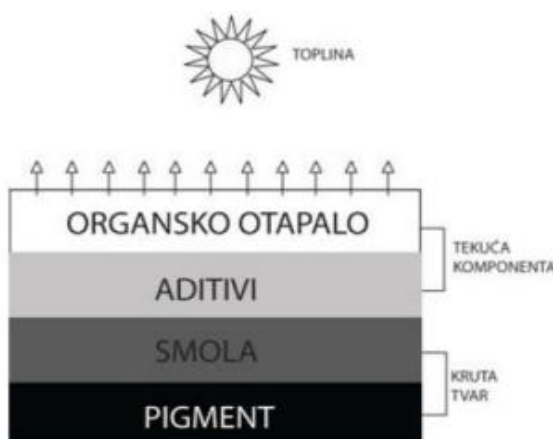 TOPLINA
ORGANSKO OTAPALO
TEKUĆA
KOMPONENTA
ADITIVI
SMOLA
KRUTA
TVAR
PIGMENT